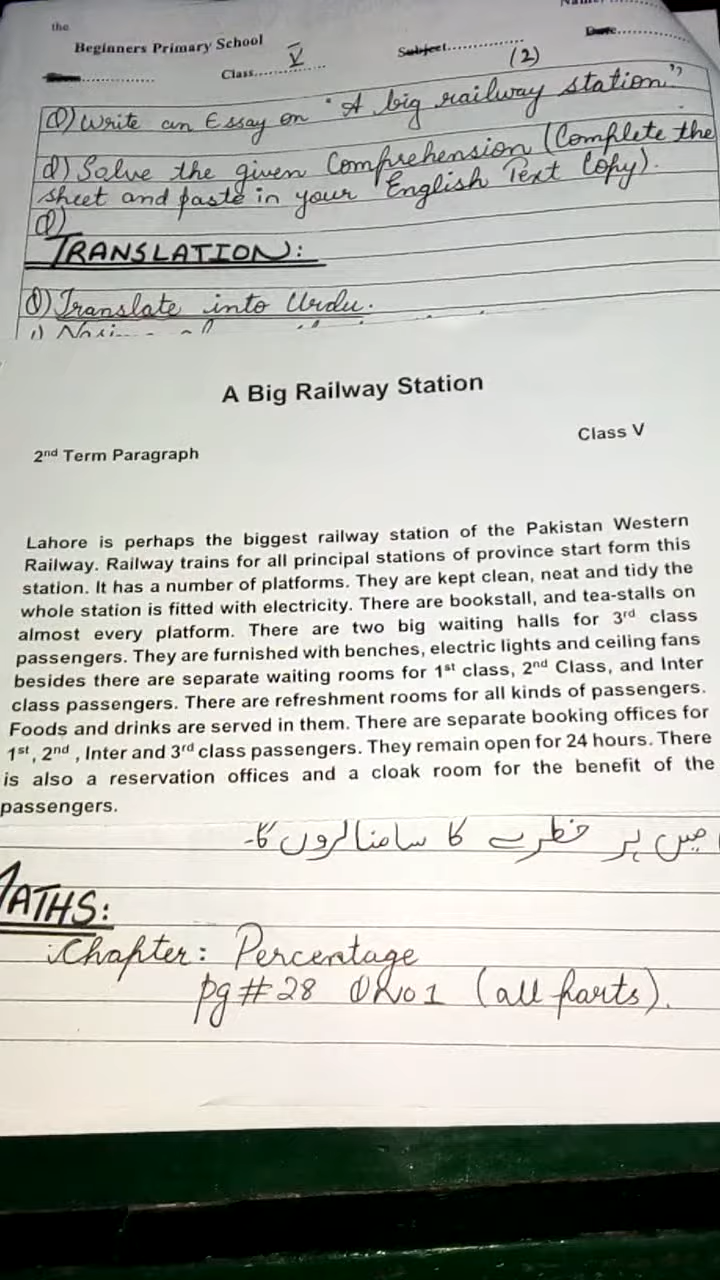 the
Beginners Primary School
Name
Class.............V
Subject...............
Date..............
(2)
Q) Write an Essay on "A big railway station."
Q) Solve the given Comprehension (Complete the
sheet and paste in your English Text Copy).
Q)
TRANSLATION:
Q) Translate into Urdu.
A Big Railway Station
Class V
2nd Term Paragraph
Lahore is perhaps the biggest railway station of the Pakistan Western
Railway. Railway trains for all principal stations of province start form this
station. It has a number of platforms. They are kept clean, neat and tidy the
whole station is fitted with electricity. There are bookstall, and tea-stalls on
almost every platform. There are two big waiting halls for 3rd class
passengers. They are furnished with benches, electric lights and ceiling fans
besides there are separate waiting rooms for 1st class, 2nd Class, and Inter
class passengers. There are refreshment rooms for all kinds of passengers.
Foods and drinks are served in them. There are separate booking offices for
1st, 2nd , Inter and 3rd class passengers. They remain open for 24 hours. There
is also a reservation offices and a cloak room for the benefit of the
passengers.
میں ہر خطرے کا سامنا کروں گا۔
MATHS:
Chapter: Percentage
pg # 28 Q No 1 (all parts).